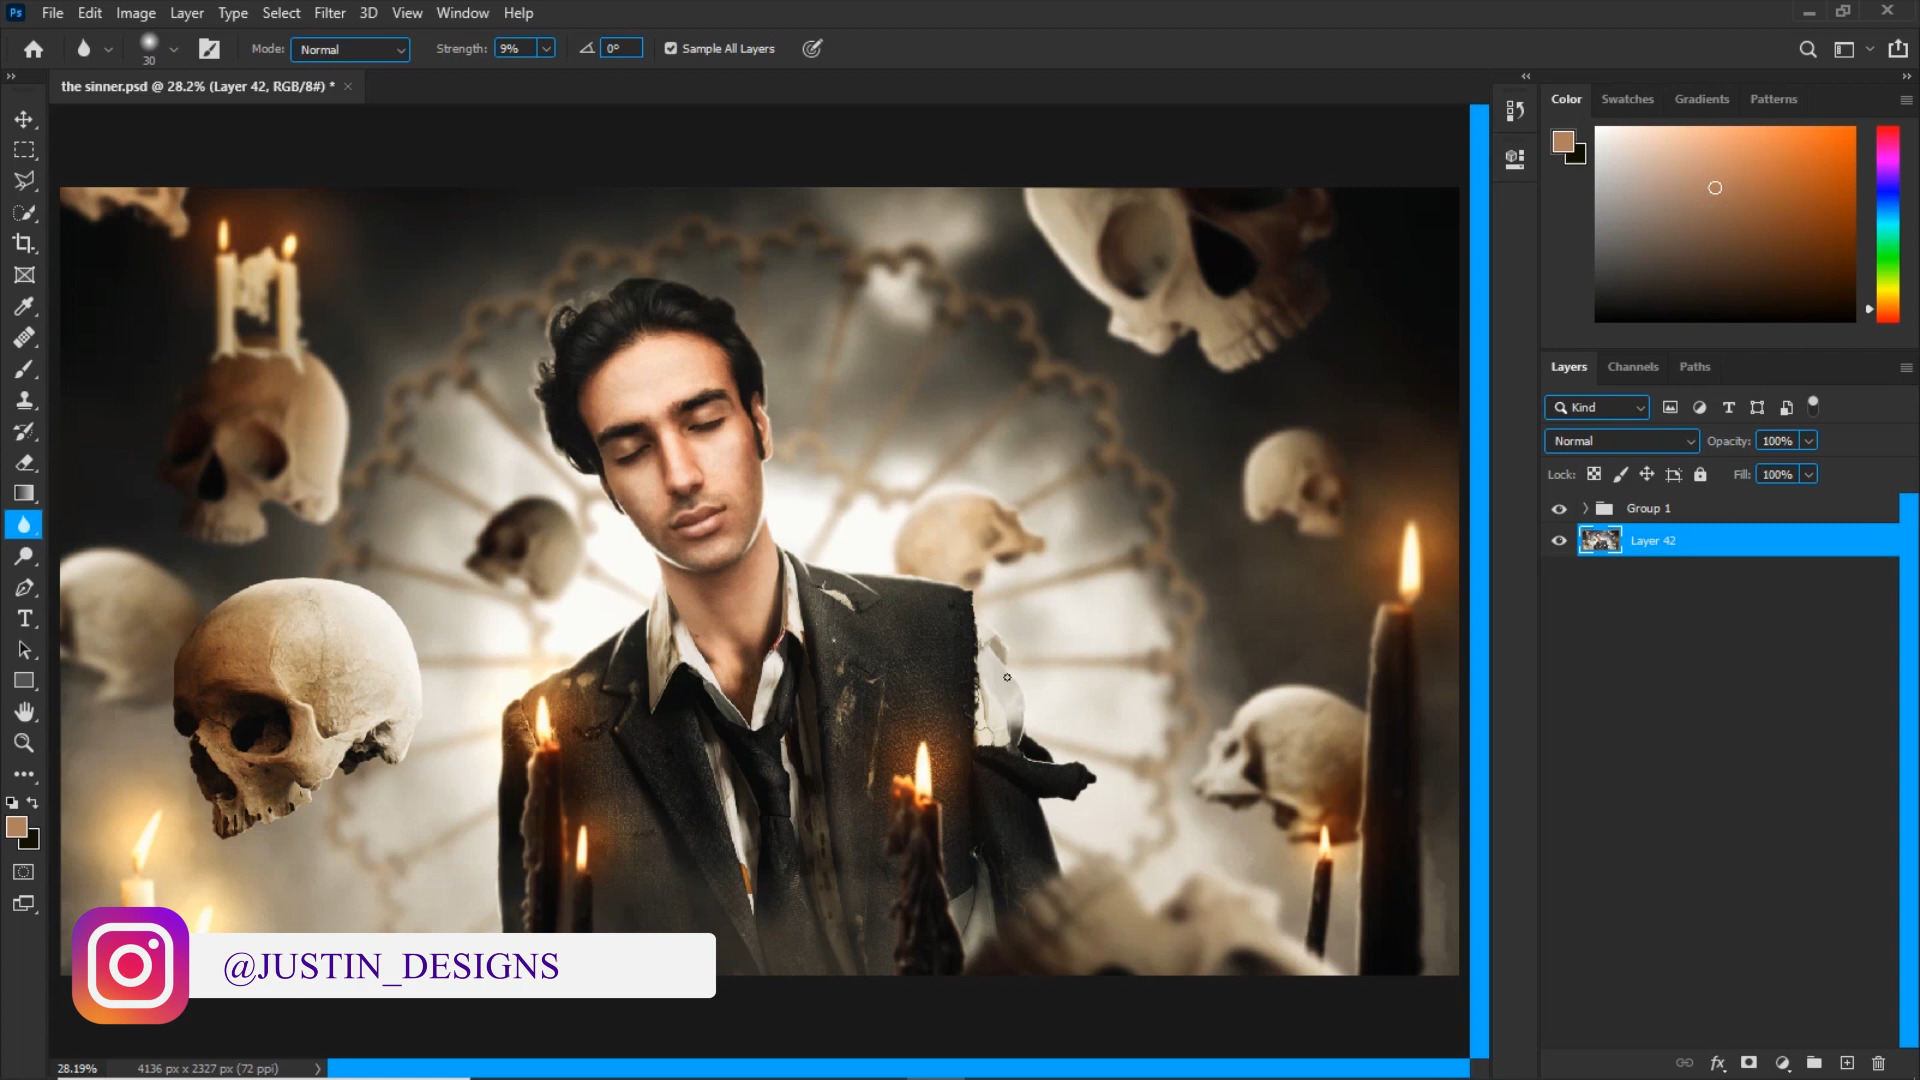 Ps File Edit Image Layer Type Select Filter 3D View Window Help
30 Mode: Normal Strength: 9% 0° Sample All Layers
the sinner.psd @ 28.2% (Layer 42, RGB/8#) *
Color Swatches Gradients Patterns
Layers Channels Paths
Kind
Normal Opacity: 100%
Lock: Fill: 100%
Group 1
Layer 42
@JUSTIN_DESIGNS
28.19% 4136 px x 2327 px (72 ppi)